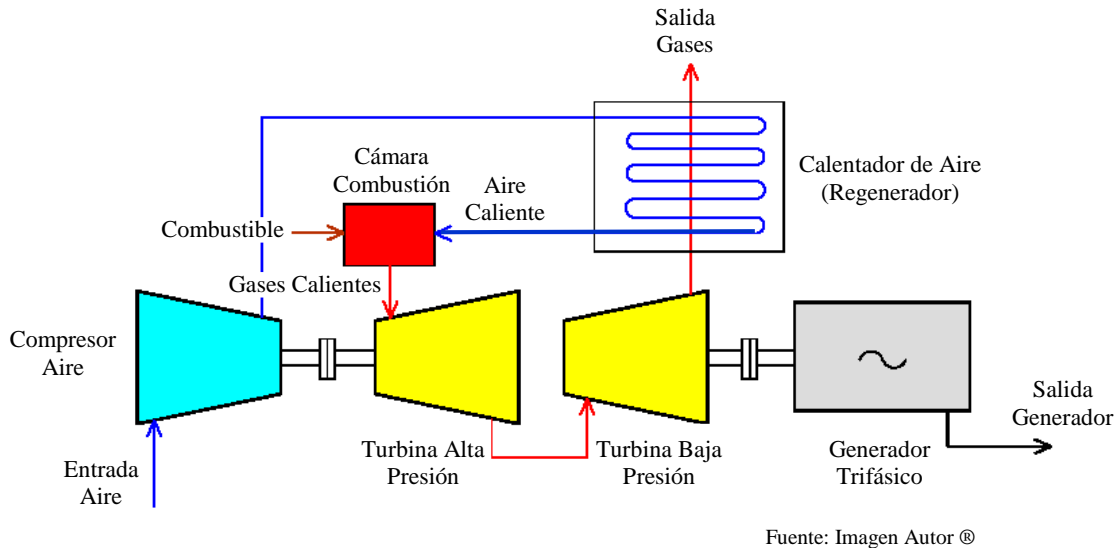 Salida
Gases
Cámara
Combustión
Aire
Caliente
Calentador de Aire
(Regenerador)
Combustible
Gases Calientes
Compresor
Aire
Salida
Generador
Turbina Alta
Presión
Turbina Baja
Presión
Generador
Trifásico
Entrada
Aire
Fuente: Imagen Autor ®